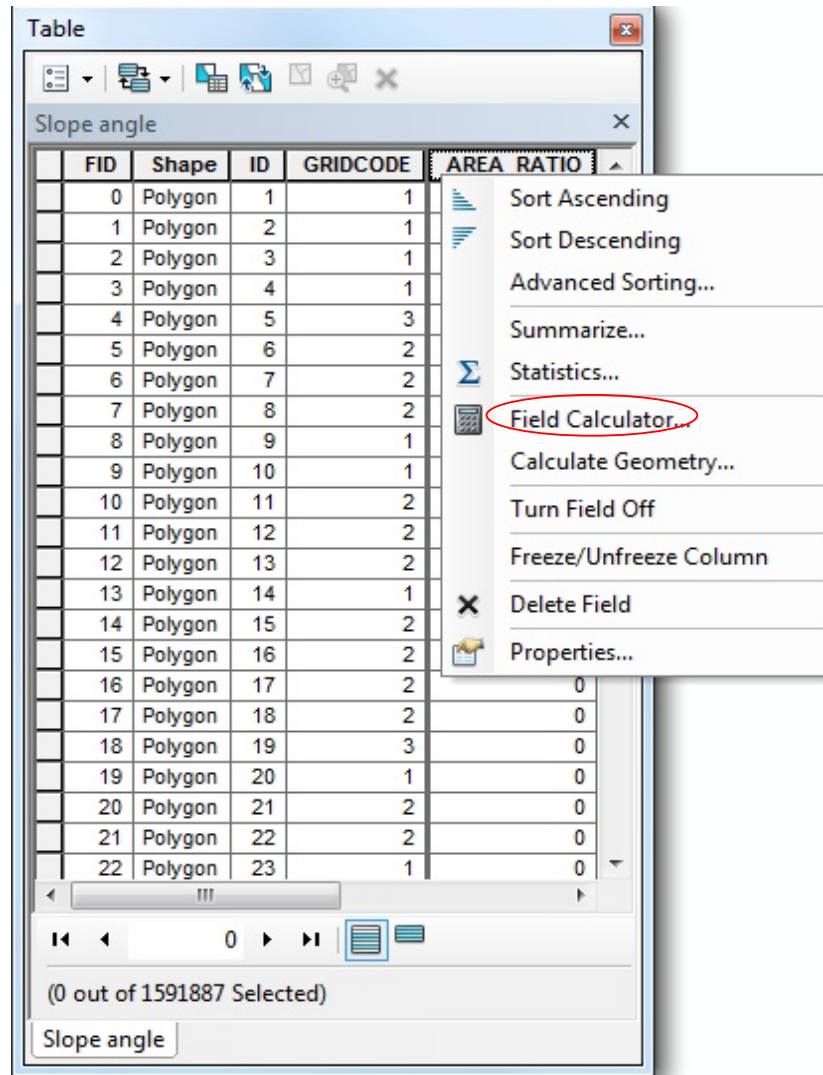 Table
Slope angle
FID Shape ID GRIDCODE AREA_RATIO
0 Polygon 1 1
1 Polygon 2 1
2 Polygon 3 1
3 Polygon 4 1
4 Polygon 5 3
5 Polygon 6 2
6 Polygon 7 2
7 Polygon 8 2
8 Polygon 9 1
9 Polygon 10 1
10 Polygon 11 2
11 Polygon 12 2
12 Polygon 13 2
13 Polygon 14 1
14 Polygon 15 2
15 Polygon 16 2
16 Polygon 17 2 0
17 Polygon 18 2 0
18 Polygon 19 3 0
19 Polygon 20 1 0
20 Polygon 21 2 0
21 Polygon 22 2 0
22 Polygon 23 1 0
Sort Ascending
Sort Descending
Advanced Sorting...
Summarize...
Σ Statistics...
Field Calculator...
Calculate Geometry...
Turn Field Off
Freeze/Unfreeze Column
Delete Field
Properties...
0
(0 out of 1591887 Selected)
Slope angle